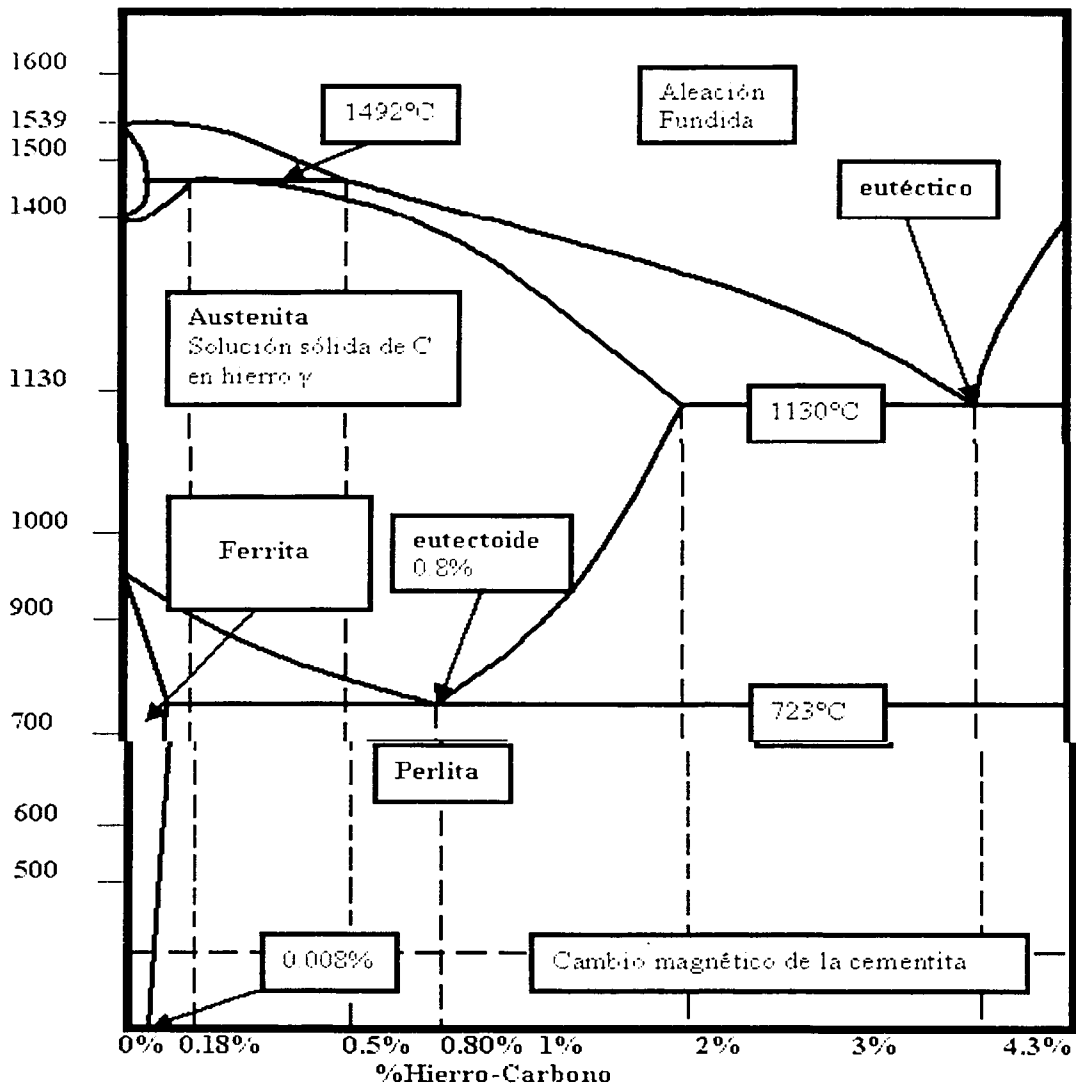 1600
1539
1500
1400
1130
1000
900
700
600
500
1492°C
Aleación
Fundida
eutéctico
Austenita
Solución sólida de C
en hierro γ
1130°C
Ferrita
eutectoide
0.8%
723°C
Perlita
0.008%
Cambio magnético de la cementita
0% 0.18% 0.5% 0.80% 1% 2% 3% 4.3%
%Hierro-Carbono